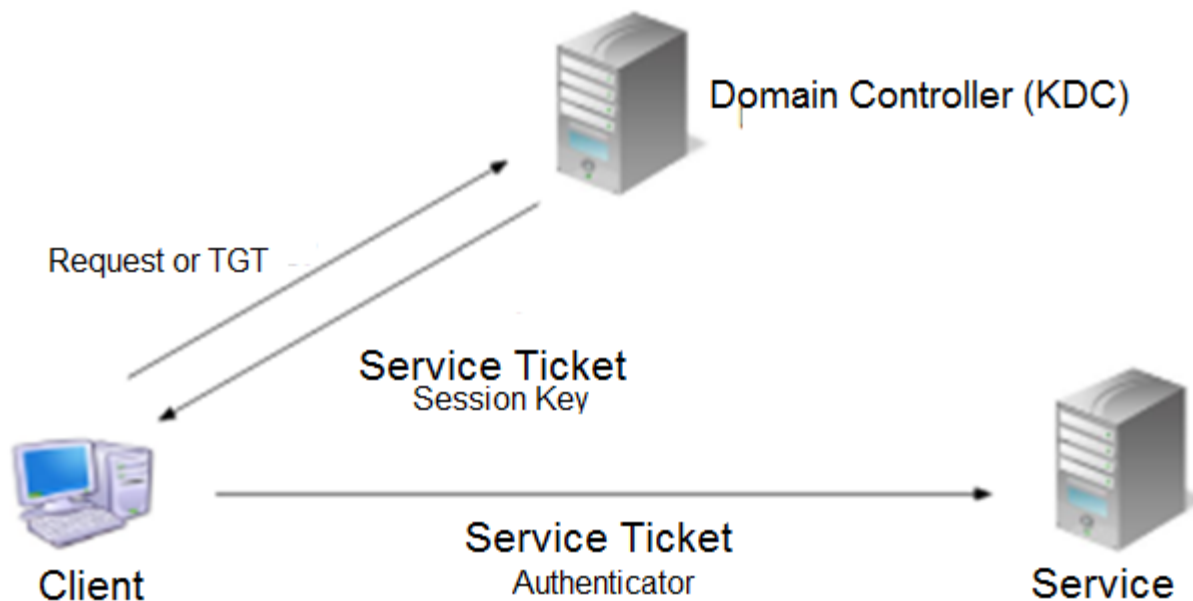 Domain Controller (KDC)
Request or TGT
Service Ticket
Session Key
Service Ticket
Authenticator
Client
Service